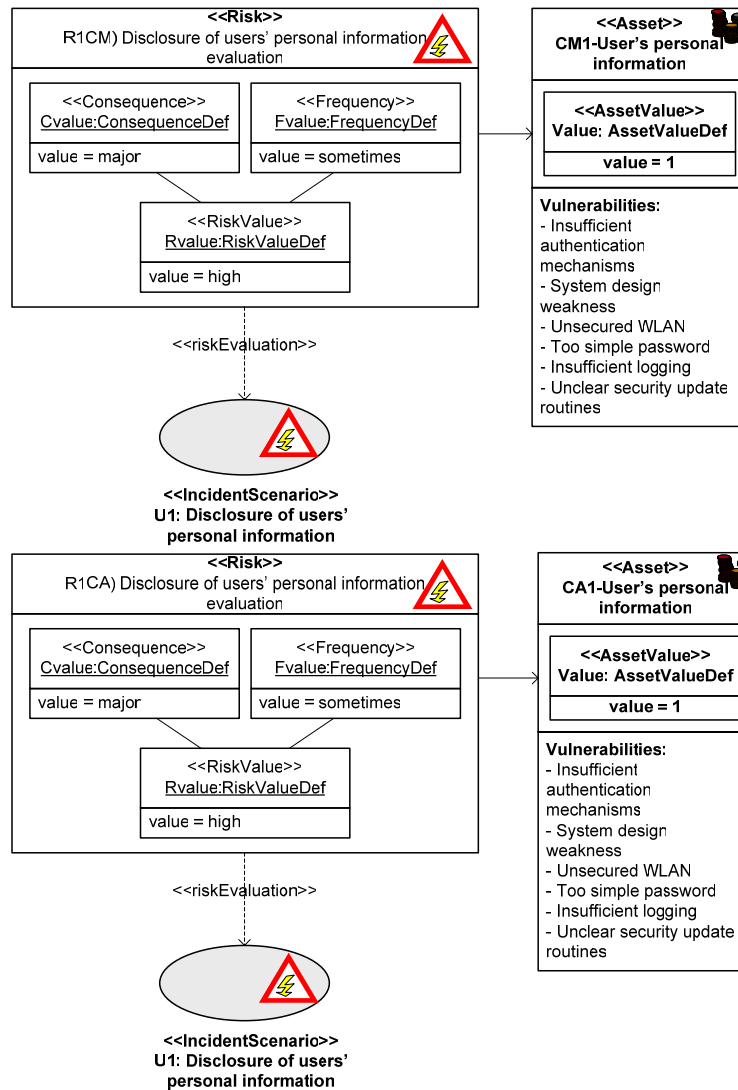 <<Risk>>
R1CM) Disclosure of users' personal information
evaluation
<<Consequence>>
Cvalue:ConsequenceDef
value = major
<<Frequency>>
Fvalue:FrequencyDef
value = sometimes
<<RiskValue>>
Rvalue:RiskValueDef
value = high
<<riskEvaluation>>
<<IncidentScenario>>
U1: Disclosure of users'
personal information
<<Asset>>
CM1-User's personal
information
<<AssetValue>>
Value: AssetValueDef
value = 1
Vulnerabilities:
- Insufficient
authentication
mechanisms
- System design
weakness
- Unsecured WLAN
- Too simple password
- Insufficient logging
- Unclear security update
routines
<<Risk>>
R1CA) Disclosure of users' personal information
evaluation
<<Consequence>>
Cvalue:ConsequenceDef
value = major
<<Frequency>>
Fvalue:FrequencyDef
value = sometimes
<<RiskValue>>
Rvalue:RiskValueDef
value = high
<<riskEvaluation>>
<<IncidentScenario>>
U1: Disclosure of users'
personal information
<<Asset>>
CA1-User's personal
information
<<AssetValue>>
Value: AssetValueDef
value = 1
Vulnerabilities:
- Insufficient
authentication
mechanisms
- System design
weakness
- Unsecured WLAN
- Too simple password
- Insufficient logging
- Unclear security update
routines